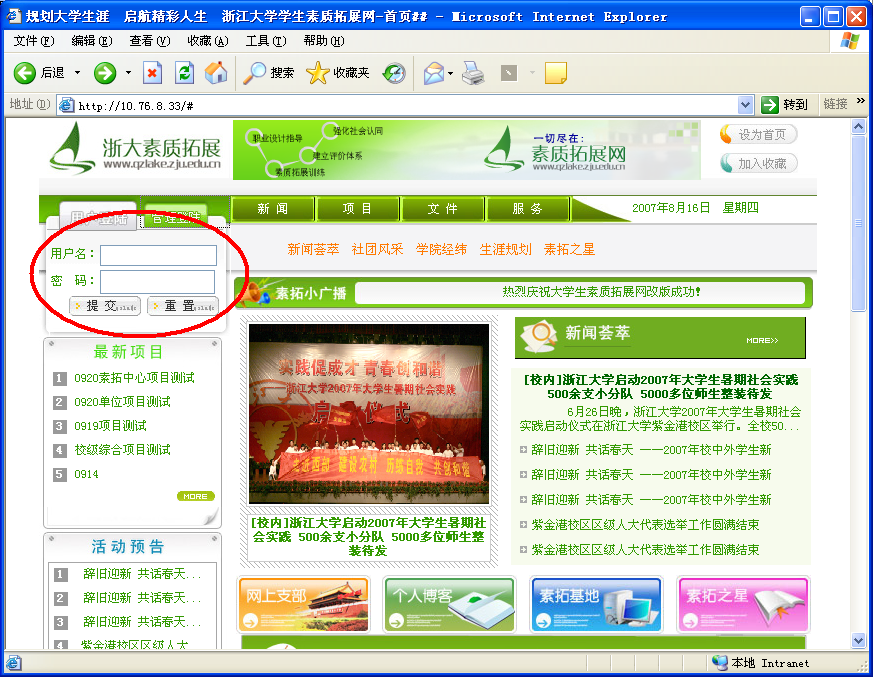 规划大学生涯 启航精彩人生 浙江大学学生素质拓展网-首页## - Microsoft Internet Explorer
文件(F) 编辑(E) 查看(V) 收藏(A) 工具(T) 帮助(H)
后退 搜索 收藏夹
地址(D) http://10.76.8.33/# 转到 链接 »
浙大素质拓展
www.qzlake.zju.edu.cn
职业设计指导 强化社会认同
建立评价体系
素质拓展训练
一切尽在:
素质拓展网
www.qzlake.zju.edu.cn
设为首页
加入收藏
用户登陆 管理登陆
新闻 项目 文件 服务
2007年8月16日 星期四
新闻荟萃 社团风采 学院经纬 生涯规划 素拓之星
用户名:
密 码:
提 交 重 置
素拓小广播 热烈庆祝大学生素质拓展网改版成功!
最新项目
1 0920素拓中心项目测试
2 0920单位项目测试
3 0919项目测试
4 校级综合项目测试
5 0914
MORE
实践促成才 青春创和谐
浙江大学2007年大学生暑期社会实践
启动仪式
走进西部 建设农村 历练自我 共创和谐
[校内]浙江大学启动2007年大学生暑期社
会实践 500余支小分队 5000多位师生整
装待发
新闻荟萃
MORE>>
[校内]浙江大学启动2007年大学生暑期社会实践
500余支小分队 5000多位师生整装待发
6月26日晚,浙江大学2007年大学生暑期社会
实践启动仪式在浙江大学紫金港校区举行。全校50...
辞旧迎新 共话春天 ——2007年校中外学生新
辞旧迎新 共话春天 ——2007年校中外学生新
辞旧迎新 共话春天 ——2007年校中外学生新
紫金港校区区级人大代表选举工作圆满结束
紫金港校区区级人大代表选举工作圆满结束
活动预告
1 辞旧迎新 共话春天...
2 辞旧迎新 共话春天...
3 辞旧迎新 共话春天...
4 紫金港校区区级人大
网上支部 个人博客 素拓基地 素拓之星
本地 Intranet